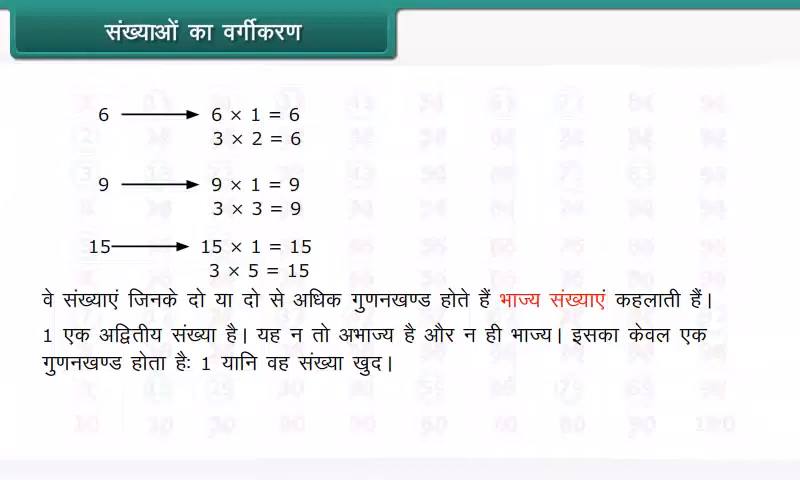 संख्याओं का वर्गीकरण
6 ⟶ 6 × 1 = 6
3 × 2 = 6
9 ⟶ 9 × 1 = 9
3 × 3 = 9
15 ⟶ 15 × 1 = 15
3 × 5 = 15
वे संख्याएं जिनके दो या दो से अधिक गुणनखण्ड होते हैं भाज्य संख्याएं कहलाती हैं।
1 एक अद्वितीय संख्या है। यह न तो अभाज्य है और न ही भाज्य। इसका केवल एक
गुणनखण्ड होता हैः 1 यानि वह संख्या खुद।